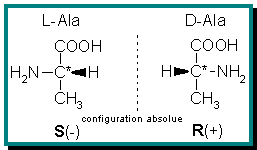 L-Ala D-Ala
COOH COOH
H₂N C* H H C* NH₂
CH₃ CH₃
configuration absolue
S(-) R(+)